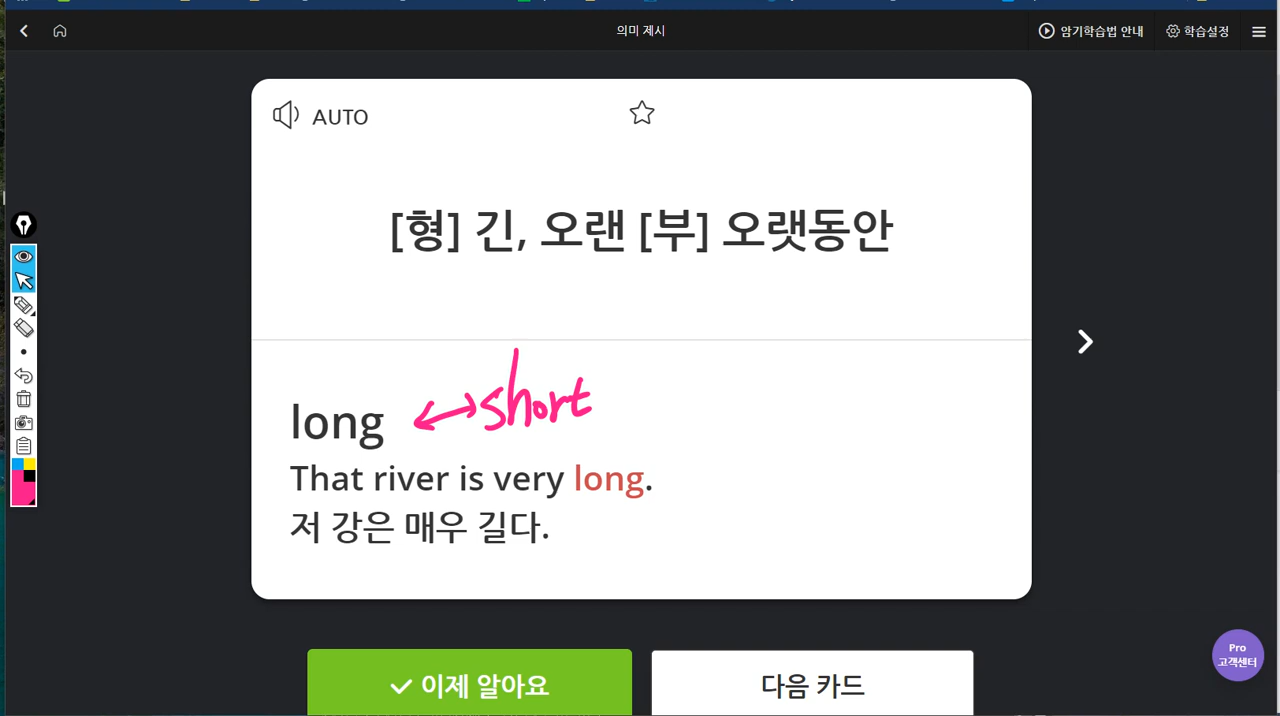 의미 제시
암기학습법 안내
학습설정
AUTO
[형] 긴, 오랜 [부] 오랫동안
long ↔ short
That river is very long.
저 강은 매우 길다.
이제 알아요
다음 카드
Pro
고객센터